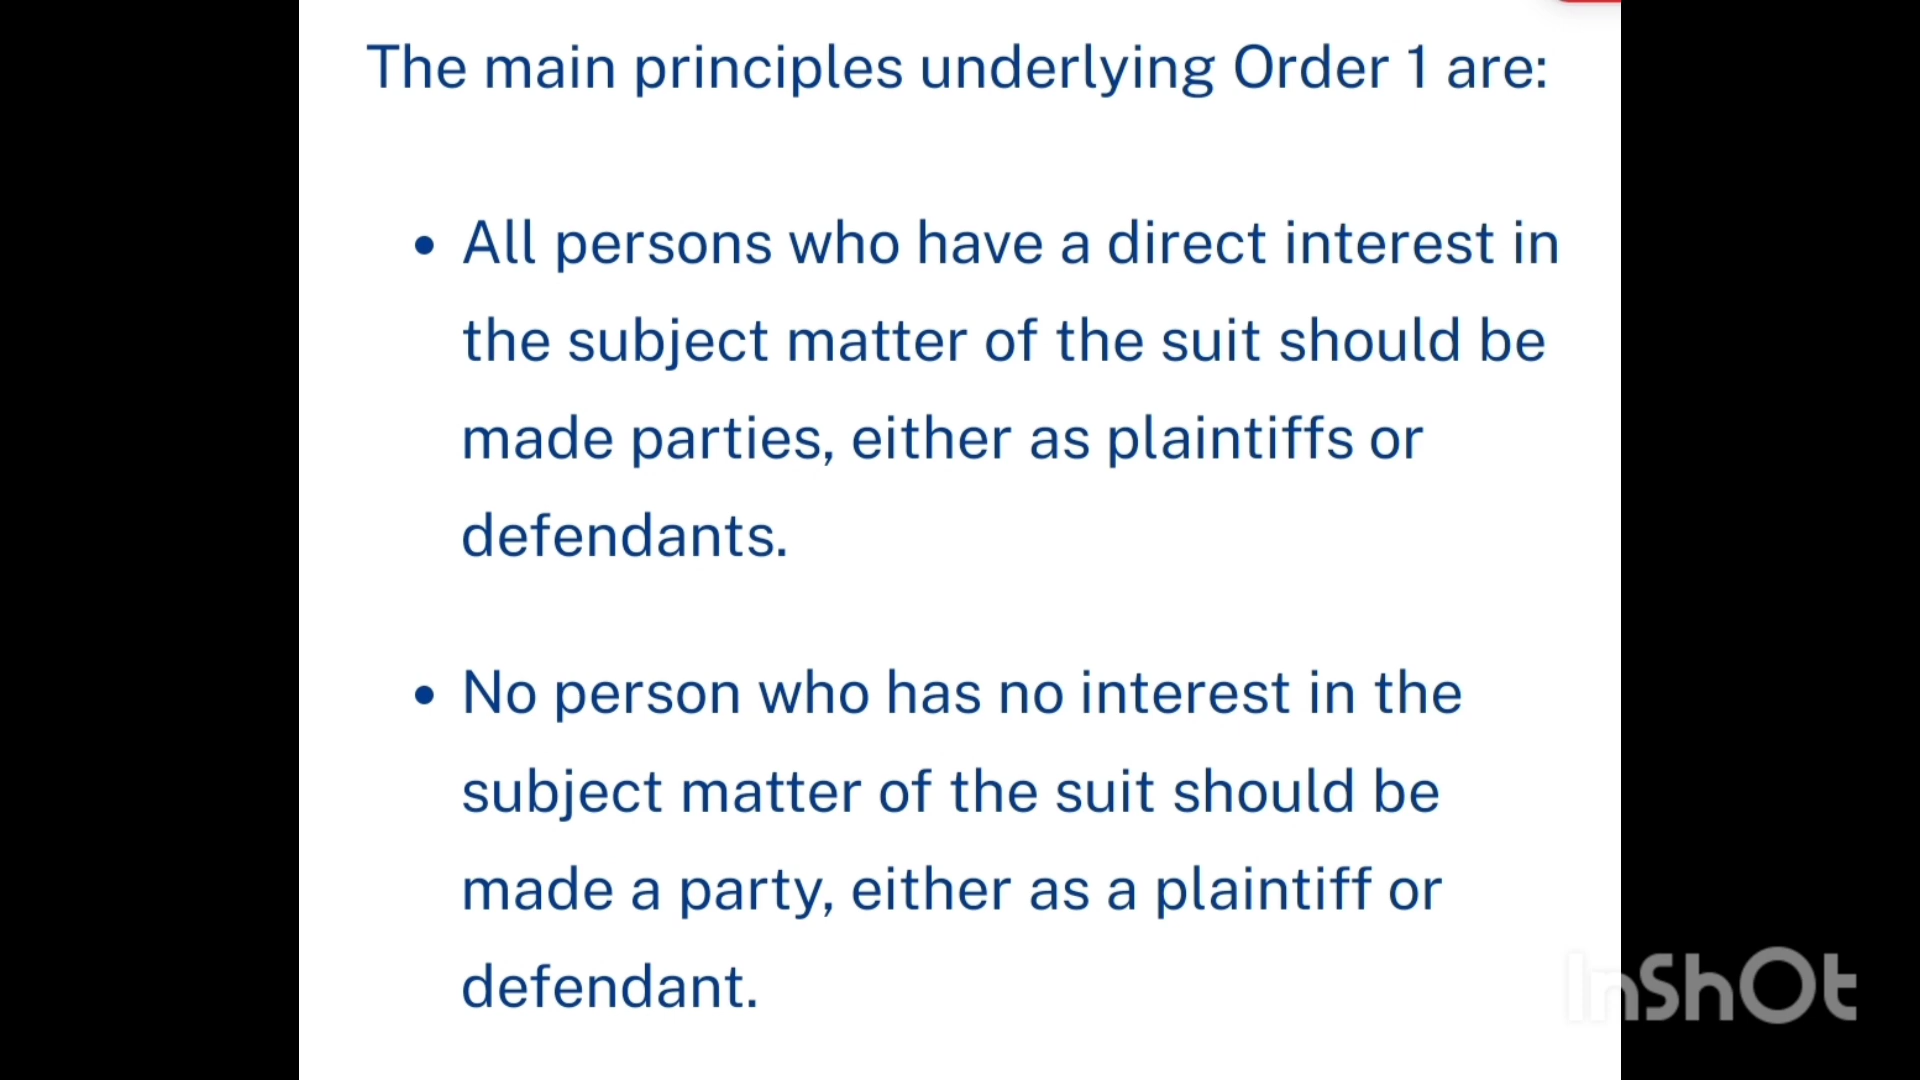 The main principles underlying Order 1 are:
• All persons who have a direct interest in
the subject matter of the suit should be
made parties, either as plaintiffs or
defendants.
• No person who has no interest in the
subject matter of the suit should be
made a party, either as a plaintiff or
defendant.
InShOt